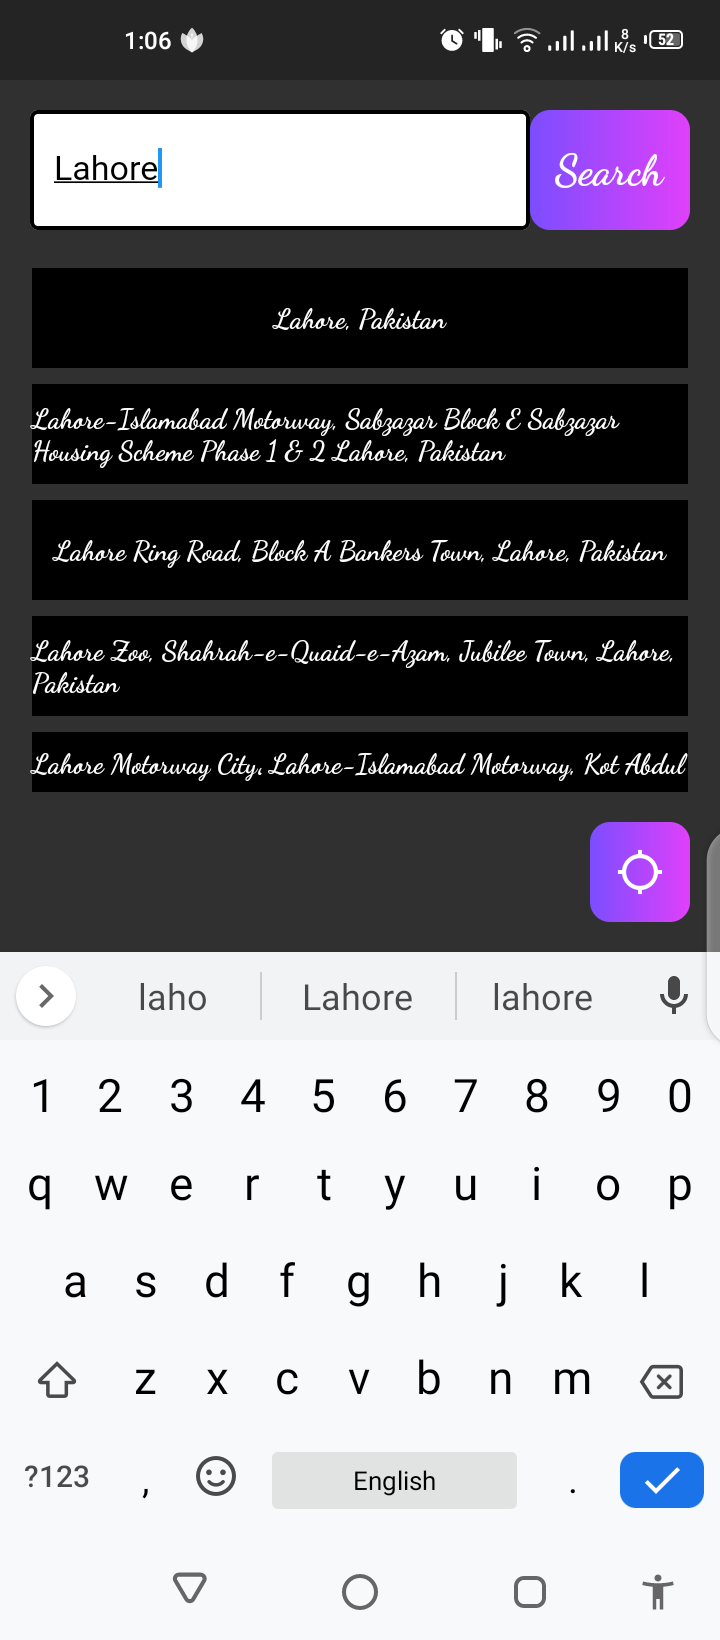 1:06
8
K/s
52
Lahore
Search
Lahore, Pakistan
Lahore-Islamabad Motorway, Sabzazar Block E Sabzazar
Housing Scheme Phase 1 & 2 Lahore, Pakistan
Lahore Ring Road, Block A Bankers Town, Lahore, Pakistan
Lahore Zoo, Shahrah-e-Quaid-e-Azam, Jubilee Town, Lahore,
Pakistan
Lahore Motorway City, Lahore-Islamabad Motorway, Kot Abdul
laho Lahore lahore
1 2 3 4 5 6 7 8 9 0
q w e r t y u i o p
a s d f g h j k l
z x c v b n m
?123 , English .